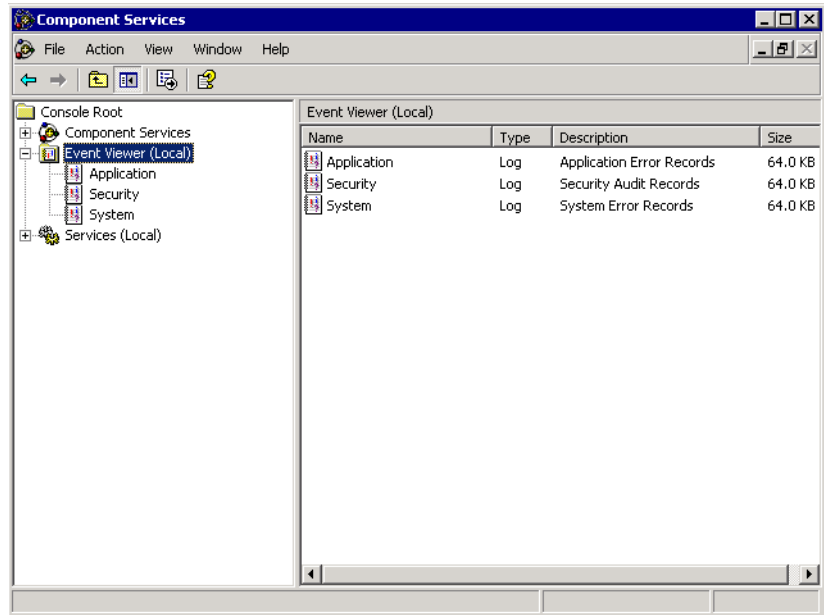 Component Services
File Action View Window Help
Console Root
Component Services
Event Viewer (Local)
Application
Security
System
Services (Local)
Event Viewer (Local)
Name Type Description Size
Application Log Application Error Records 64.0 KB
Security Log Security Audit Records 64.0 KB
System Log System Error Records 64.0 KB